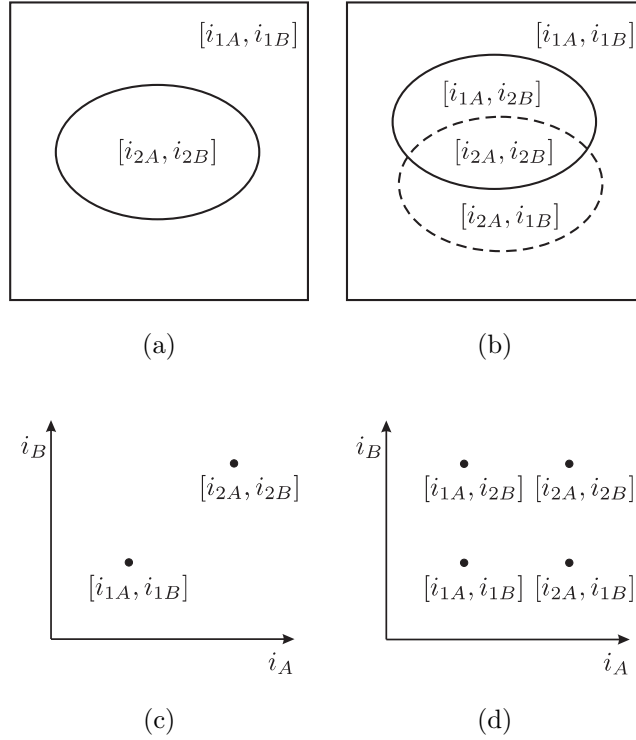 [i_{1A}, i_{1B}]
[i_{2A}, i_{2B}]
(a)
[i_{1A}, i_{1B}]
[i_{1A}, i_{2B}]
[i_{2A}, i_{2B}]
[i_{2A}, i_{1B}]
(b)
i_B
[i_{2A}, i_{2B}]
[i_{1A}, i_{1B}]
i_A
(c)
i_B
[i_{1A}, i_{2B}] [i_{2A}, i_{2B}]
[i_{1A}, i_{1B}] [i_{2A}, i_{1B}]
i_A
(d)